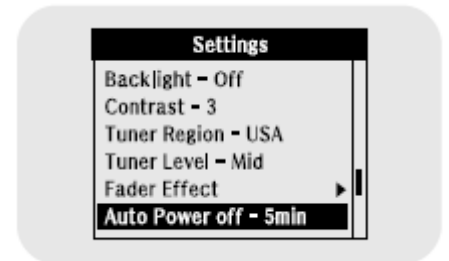 Settings
Backlight - Off
Contrast - 3
Tuner Region - USA
Tuner Level - Mid
Fader Effect
Auto Power off - 5min